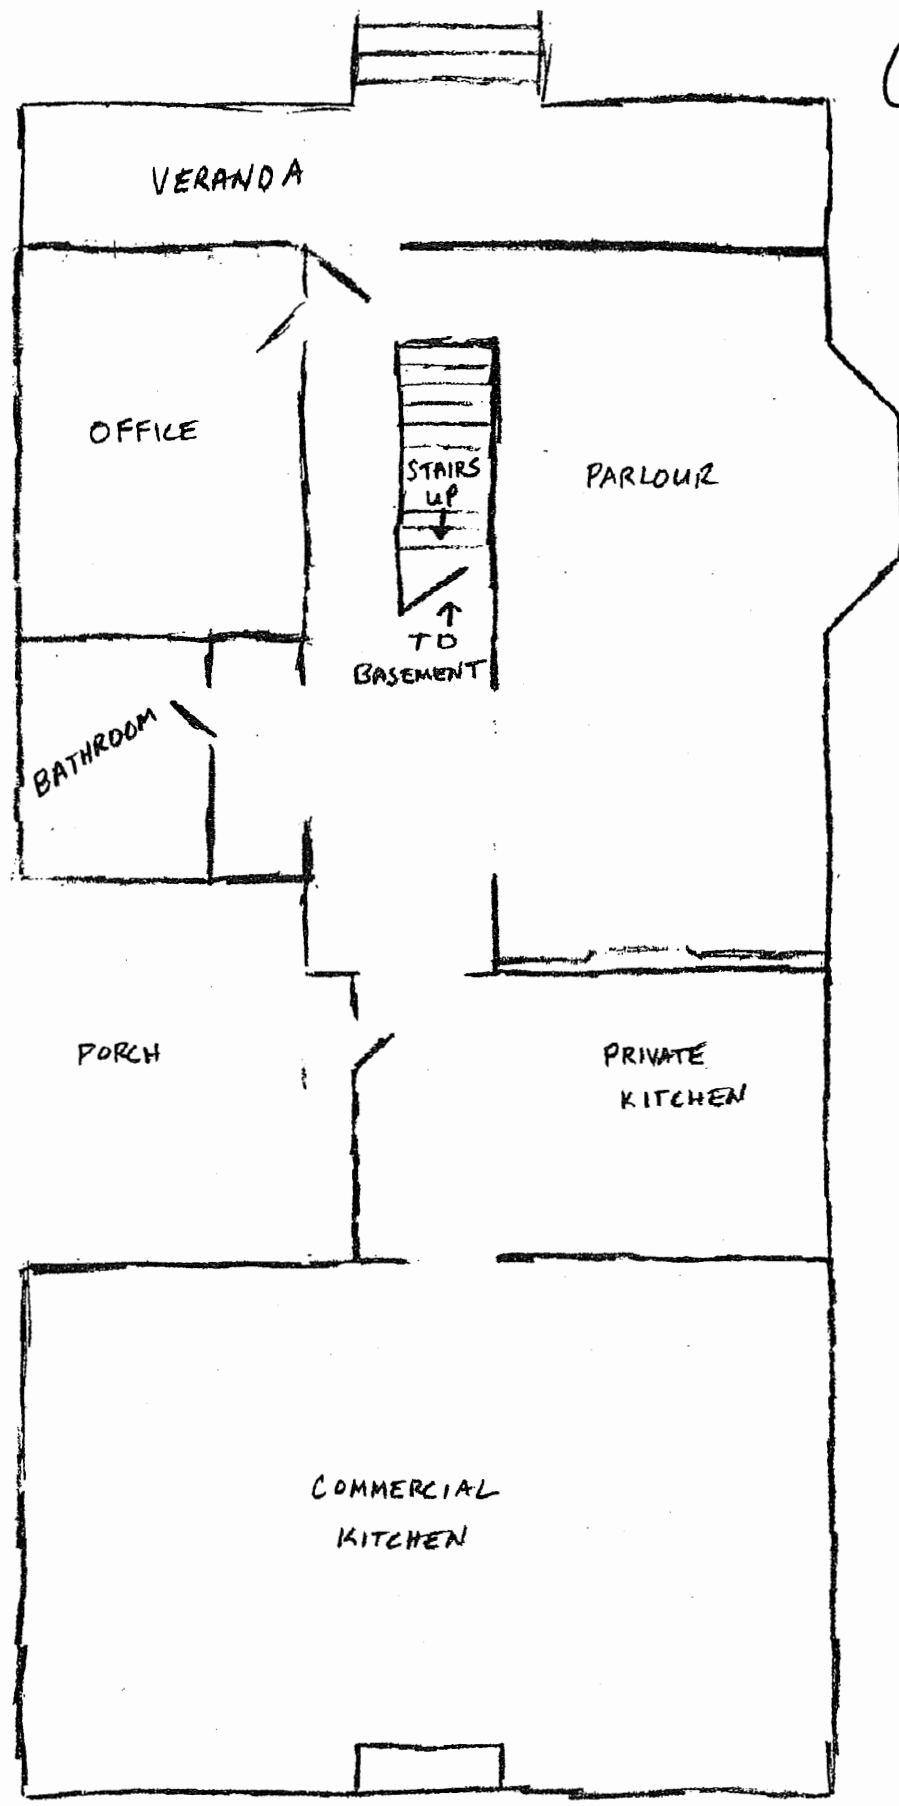 VERANDA
OFFICE
STAIRS
UP
PARLOUR
TO
BASEMENT
BATHROOM
PORCH
PRIVATE
KITCHEN
COMMERCIAL
KITCHEN